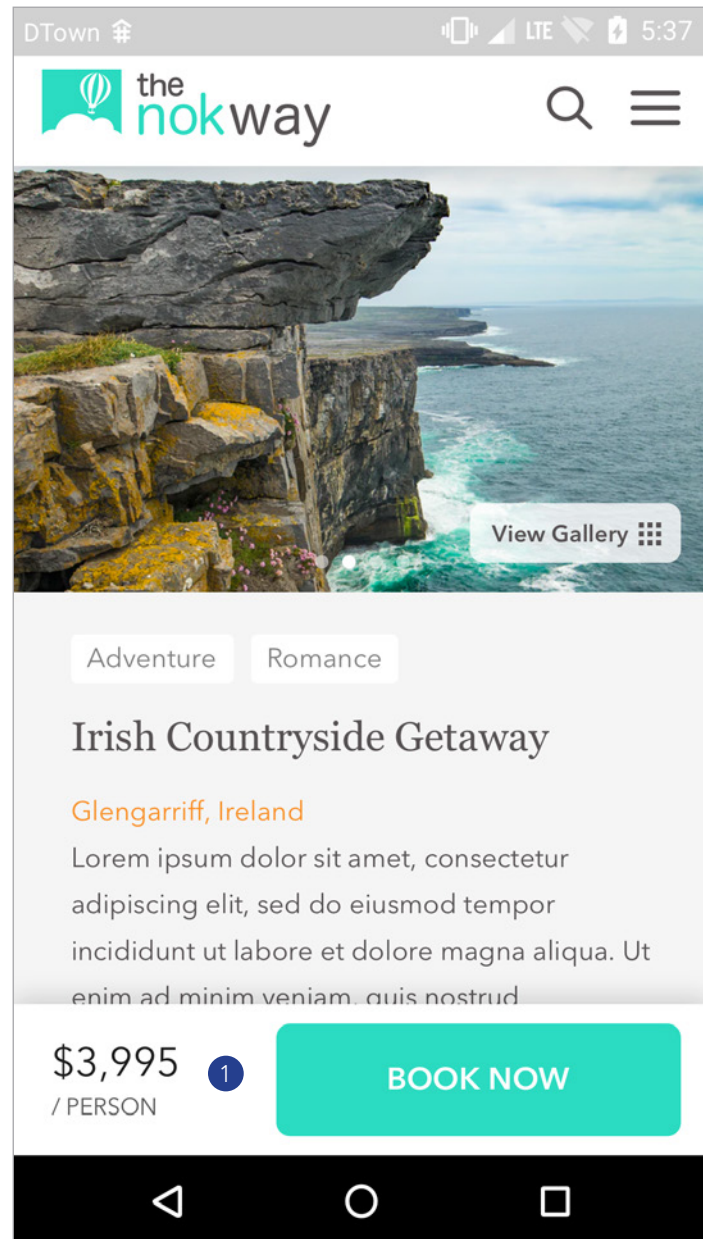 DTown
LTE
5:37
the
nokway
View Gallery
Adventure Romance
Irish Countryside Getaway
Glengarriff, Ireland
Lorem ipsum dolor sit amet, consectetur
adipiscing elit, sed do eiusmod tempor
incididunt ut labore et dolore magna aliqua. Ut
enim ad minim veniam, quis nostrud
$3,995
/ PERSON
1
BOOK NOW